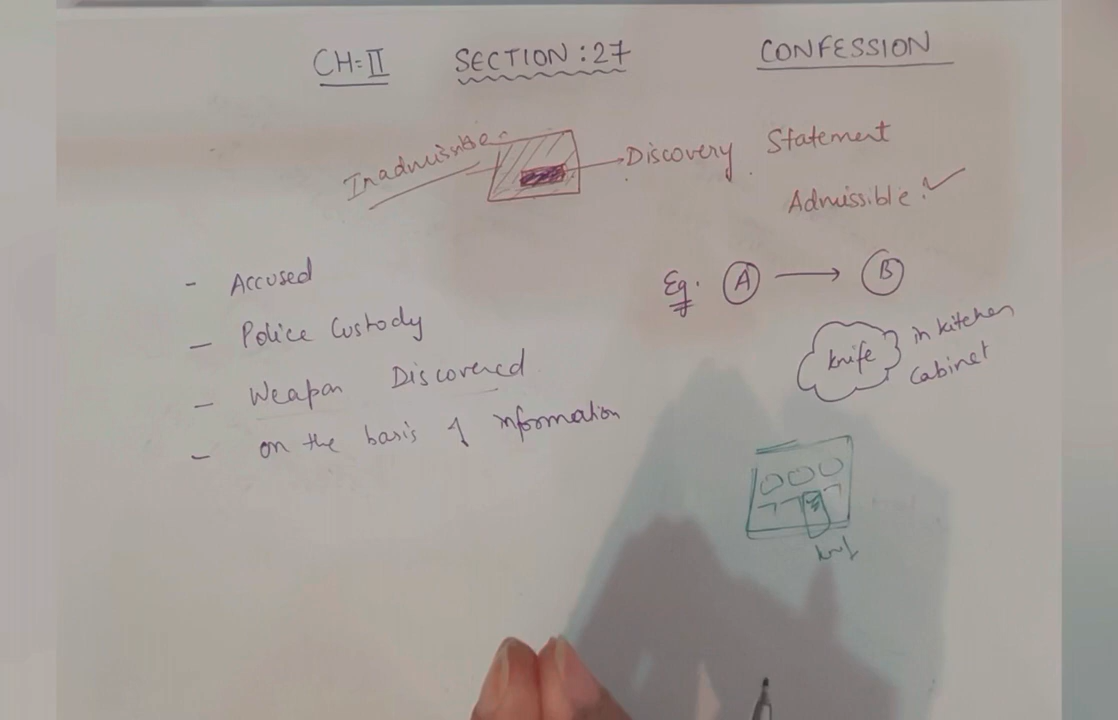 CH=II SECTION:27 CONFESSION
Inadmissible
Discovery Statement
Admissible.
- Accused
- Police Custody
- Weapon Discovered
- on the basis of information
Eg. A → B
knife in kitchen
cabinet